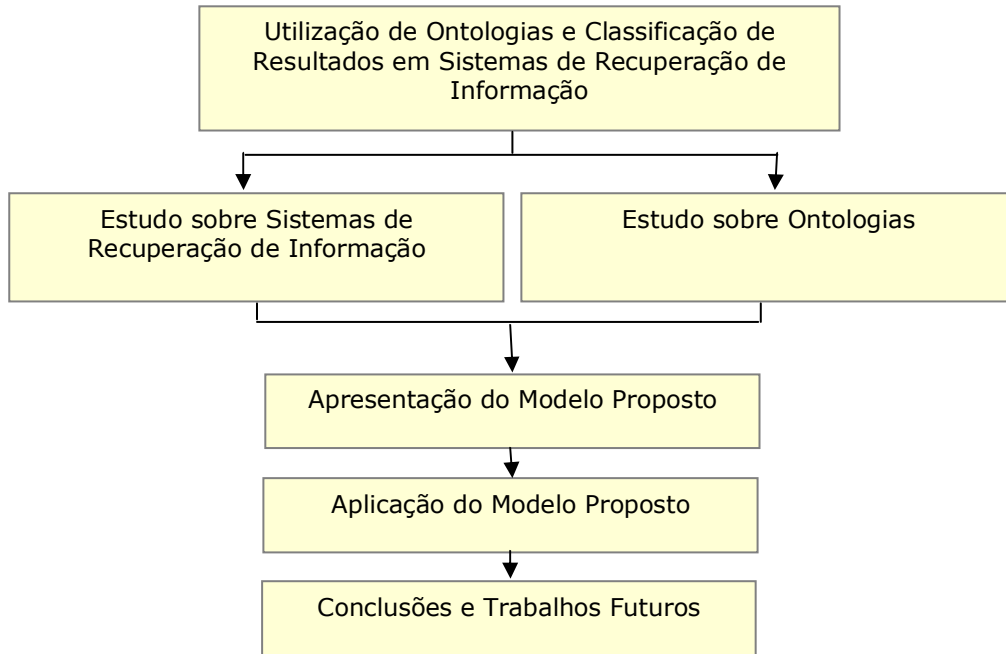 Utilização de Ontologias e Classificação de
Resultados em Sistemas de Recuperação de
Informação
Estudo sobre Sistemas de
Recuperação de Informação
Estudo sobre Ontologias
Apresentação do Modelo Proposto
Aplicação do Modelo Proposto
Conclusões e Trabalhos Futuros